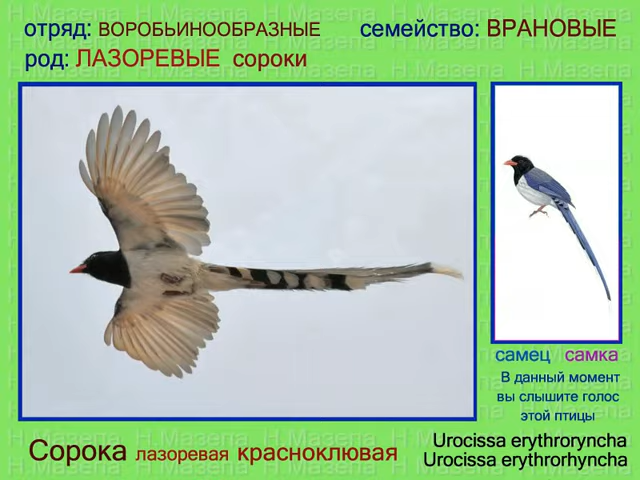 отряд: ВОРОБЬИНООБРАЗНЫЕ семейство: ВРАНОВЫЕ
род: ЛАЗОРЕВЫЕ сороки
самец самка
В данный момент
вы слышите голос
этой птицы
Сорока лазоревая красноклювая
Urocissa erythroryncha
Urocissa erythrorhyncha